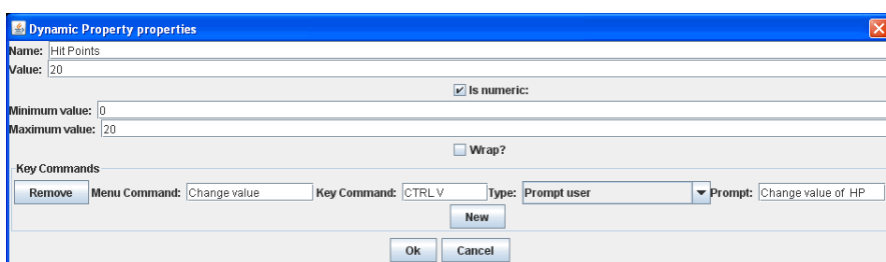 Dynamic Property properties
Name: Hit Points
Value: 20
Is numeric:
Minimum value: 0
Maximum value: 20
Wrap?
Key Commands
Remove Menu Command: Change value Key Command: CTRL V Type: Prompt user Prompt: Change value of HP
New
Ok Cancel